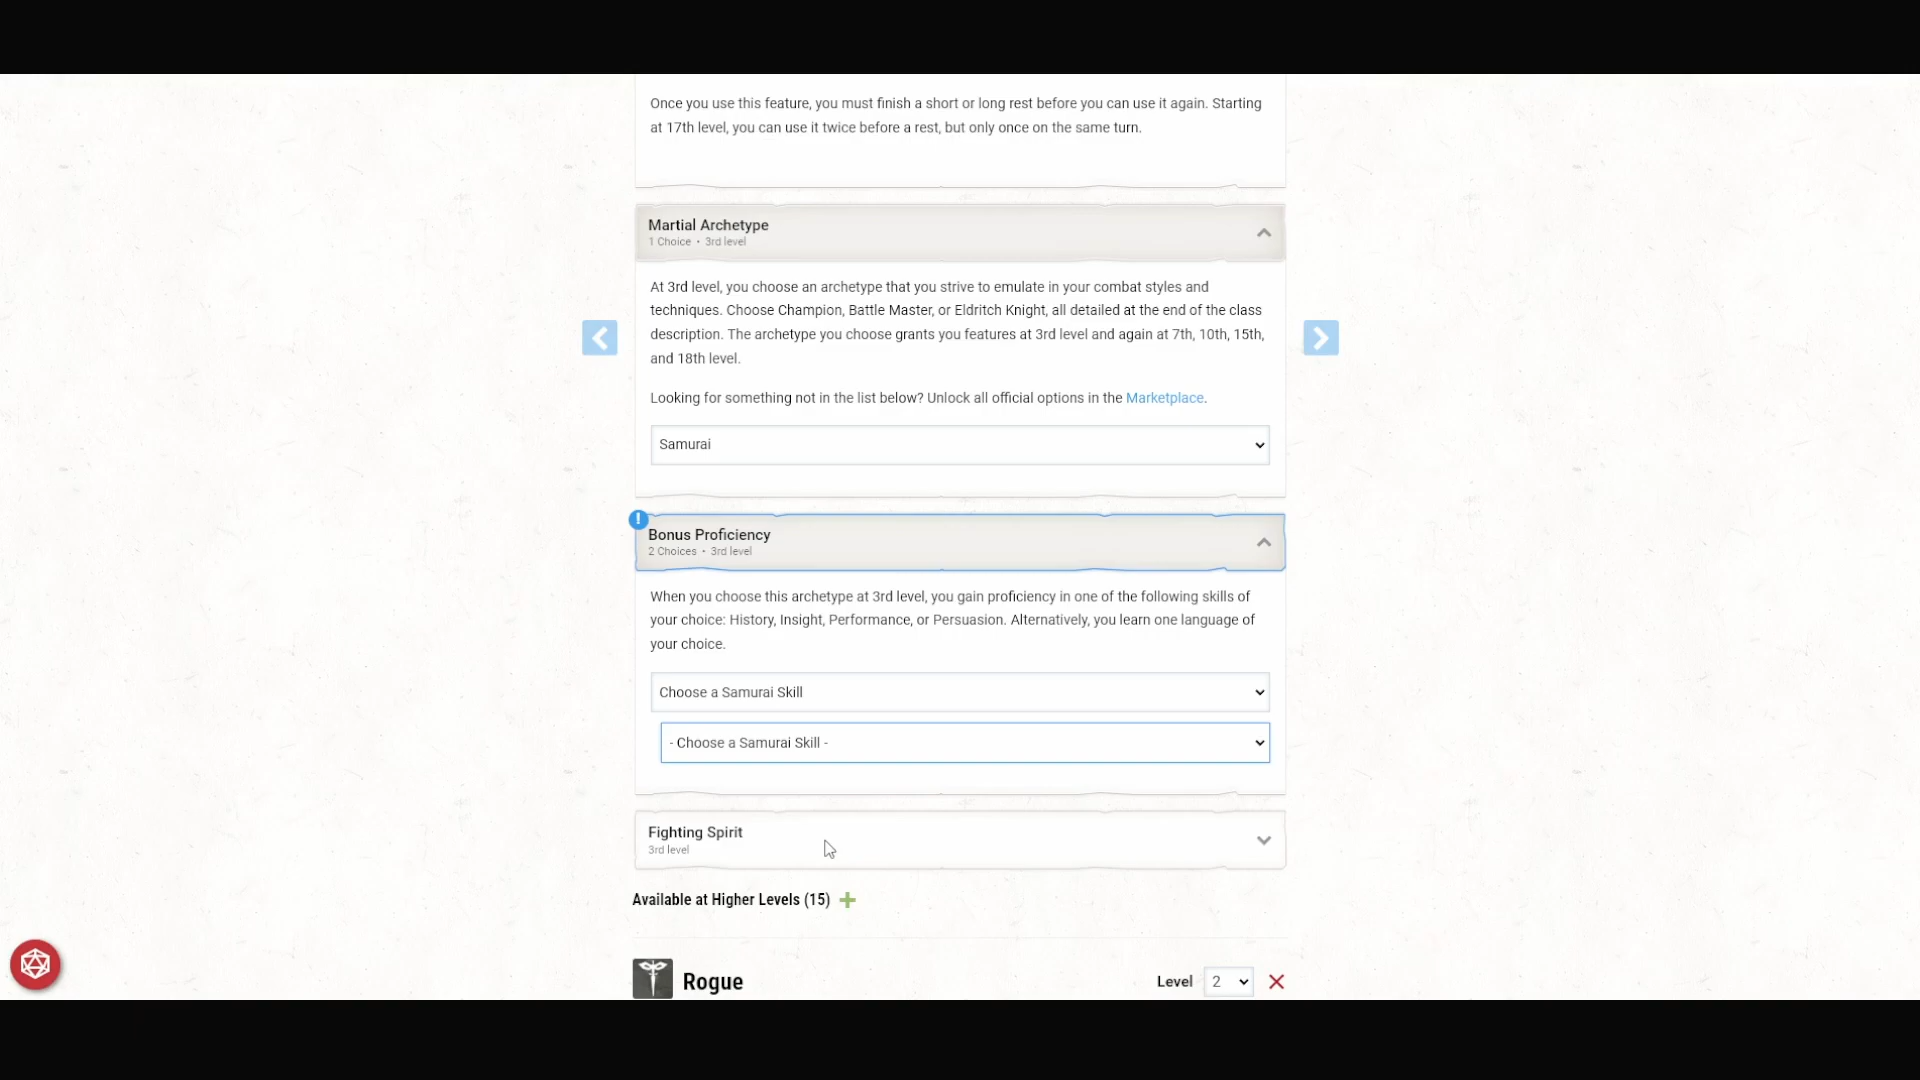 Once you use this feature, you must finish a short or long rest before you can use it again. Starting
at 17th level, you can use it twice before a rest, but only once on the same turn.
Martial Archetype
1 Choice • 3rd level
At 3rd level, you choose an archetype that you strive to emulate in your combat styles and
techniques. Choose Champion, Battle Master, or Eldritch Knight, all detailed at the end of the class
description. The archetype you choose grants you features at 3rd level and again at 7th, 10th, 15th,
and 18th level.
Looking for something not in the list below? Unlock all official options in the Marketplace.
Samurai
!
Bonus Proficiency
2 Choices • 3rd level
When you choose this archetype at 3rd level, you gain proficiency in one of the following skills of
your choice: History, Insight, Performance, or Persuasion. Alternatively, you learn one language of
your choice.
Choose a Samurai Skill
- Choose a Samurai Skill -
Fighting Spirit
3rd level
Available at Higher Levels (15)
Rogue Level 2